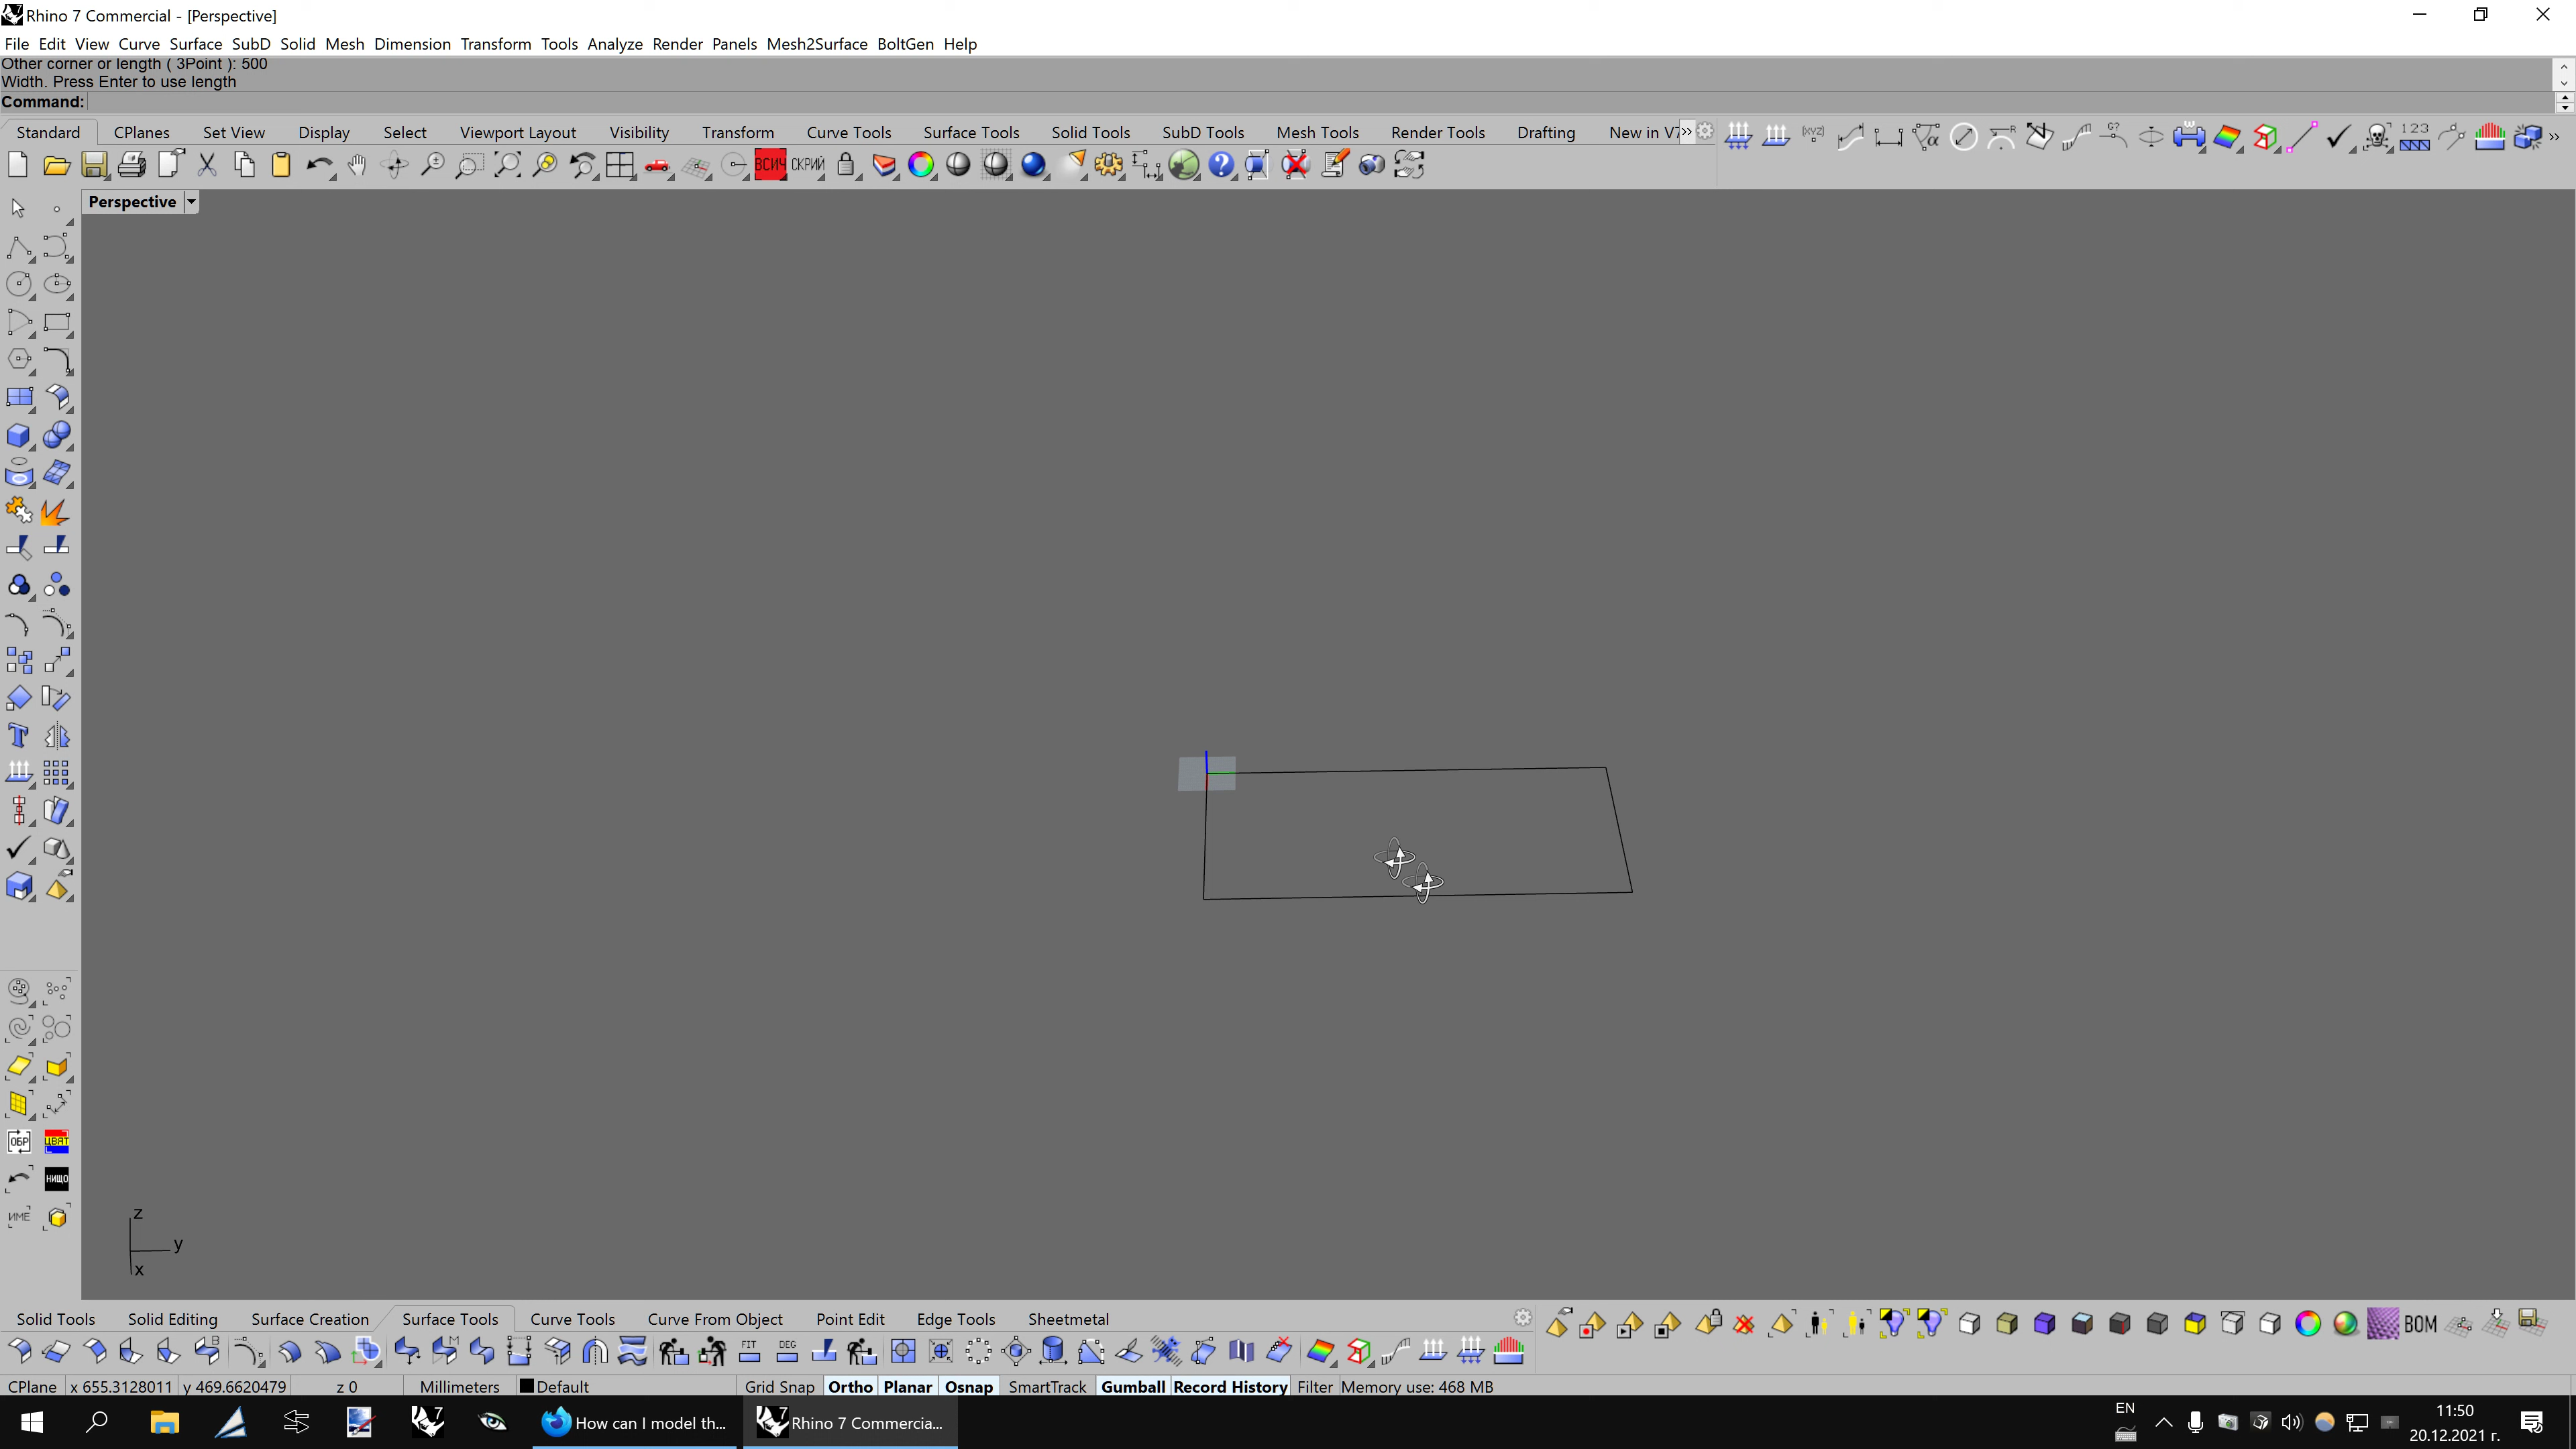 Rhino 7 Commercial - [Perspective]
File Edit View Curve Surface SubD Solid Mesh Dimension Transform Tools Analyze Render Panels Mesh2Surface BoltGen Help
Other corner or length ( 3Point ): 500
Width. Press Enter to use length
Command:
Standard CPlanes Set View Display Select Viewport Layout Visibility Transform Curve Tools Surface Tools Solid Tools SubD Tools Mesh Tools Render Tools Drafting New in V7
ВСИЧ СКРИЙ
Perspective
ОБР ЦВЯТ
НИЩО
ИМЕ
z
y
x
Solid Tools Solid Editing Surface Creation Surface Tools Curve Tools Curve From Object Point Edit Edge Tools Sheetmetal
BOM
FIT DEG
CPlane x 655.3128011 y 469.6620479 z 0 Millimeters Default Grid Snap Ortho Planar Osnap SmartTrack Gumball Record History Filter Memory use: 468 MB
How can I model th... Rhino 7 Commercia...
EN
11:50
20.12.2021 г.